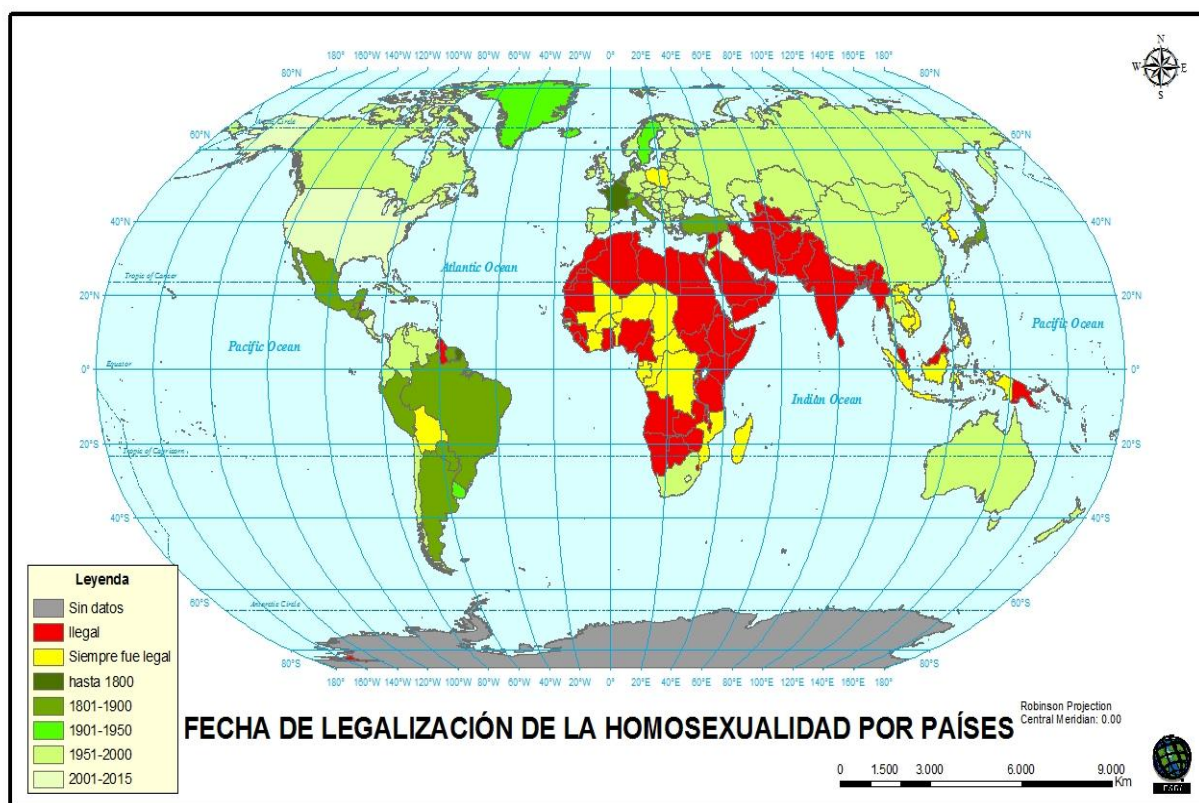 180° 160°W 140°W 120°W 100°W 80°W 60°W 40°W 20°W 0° 20°E 40°E 60°E 80°E 100°E 120°E 140°E 160°E 180°
N
W E
S
80°N 80°N
Arctic Circle
60°N 60°N
40°N 40°N
Atlantic Ocean
Tropic of Cancer
20°N 20°N
Pacific Ocean Pacific Ocean
Equator
0° 0°
Indian Ocean
20°S 20°S
Tropic of Capricorn
40°S 40°S
60°S 60°S
Antarctic Circle
80°S 80°S
180° 160°W 140°W 120°W 100°W 80°W 60°W 40°W 20°W 0° 20°E 40°E 60°E 80°E 100°E 120°E 140°E 160°E 180°
Leyenda
Sin datos
Ilegal
Siempre fue legal
hasta 1800
1801-1900
1901-1950
1951-2000
2001-2015
FECHA DE LEGALIZACIÓN DE LA HOMOSEXUALIDAD POR PAÍSES
Robinson Projection
Central Meridian: 0.00
0 1.500 3.000 6.000 9.000
Km